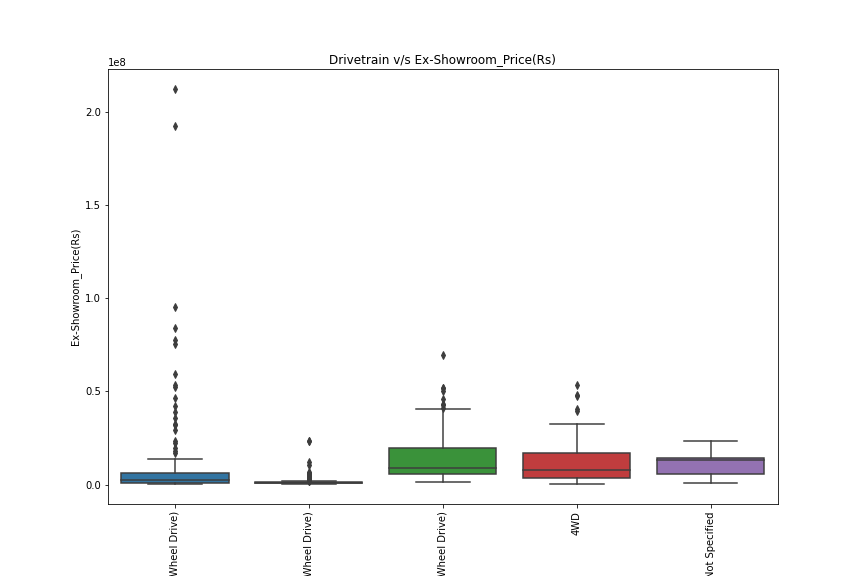 Drivetrain v/s Ex-Showroom_Price(Rs)
1e8
2.0
1.5
1.0
0.5
0.0
Ex-Showroom_Price(Rs)
Wheel Drive)
Wheel Drive)
Wheel Drive)
4WD
Not Specified